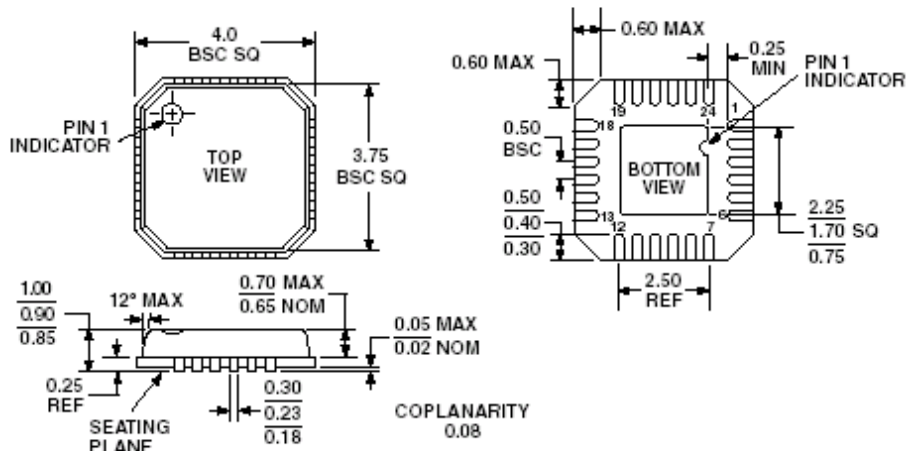 4.0
BSC SQ
PIN 1
INDICATOR
TOP
VIEW
3.75
BSC SQ
0.60 MAX
0.60 MAX
0.25
MIN
PIN 1
INDICATOR
19
24
1
18
0.50
BSC
BOTTOM
VIEW
0.50
0.40
0.30
13
12
7
6
2.25
1.70 SQ
0.75
2.50
REF
1.00
0.90
0.85
12° MAX
0.70 MAX
0.65 NOM
0.05 MAX
0.02 NOM
0.25
REF
SEATING
PLANE
0.30
0.23
0.18
COPLANARITY
0.08